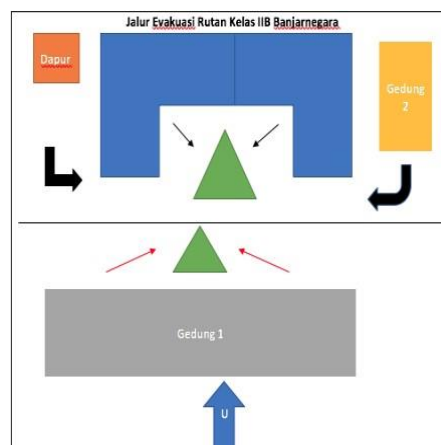 Jalur Evakuasi Rutan Kelas IIB Banjarnegara
Dapur
Gedung
2
Gedung 1
U